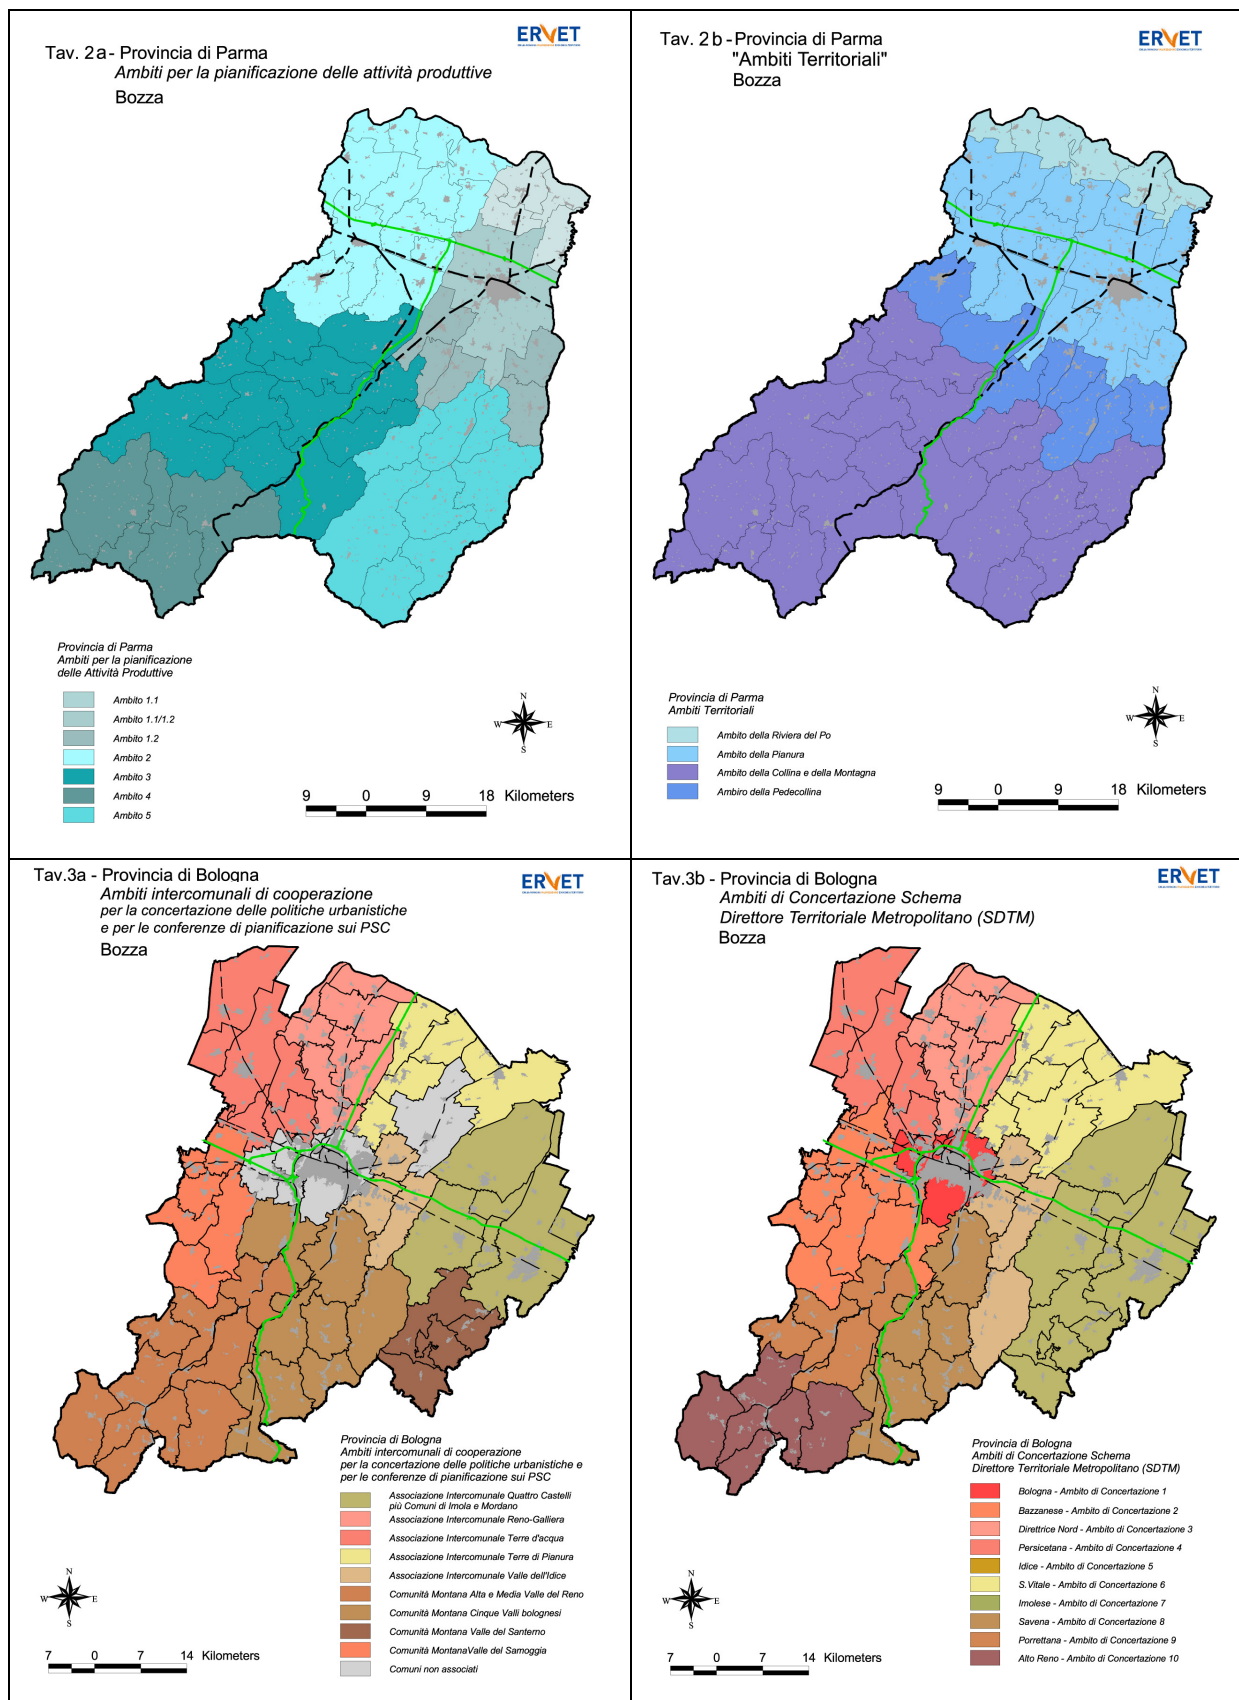 Tav. 2a - Provincia di Parma
Ambiti per la pianificazione delle attività produttive
Bozza
ERVET
Provincia di Parma
Ambiti per la pianificazione
delle Attività Produttive
Ambito 1.1
Ambito 1.1/1.2
Ambito 1.2
Ambito 2
Ambito 3
Ambito 4
Ambito 5
N
W E
S
9 0 9 18 Kilometers
Tav. 2b - Provincia di Parma
"Ambiti Territoriali"
Bozza
ERVET
Provincia di Parma
Ambiti Territoriali
Ambito della Riviera del Po
Ambito della Pianura
Ambito della Collina e della Montagna
Ambiro della Pedecollina
N
W E
S
9 0 9 18 Kilometers
Tav.3a - Provincia di Bologna
Ambiti intercomunali di cooperazione
per la concertazione delle politiche urbanistiche
e per le conferenze di pianificazione sui PSC
Bozza
ERVET
Provincia di Bologna
Ambiti intercomunali di cooperazione
per la concertazione delle politiche urbanistiche e
per le conferenze di pianificazione sui PSC
Associazione Intercomunale Quattro Castelli
più Comuni di Imola e Mordano
Associazione Intercomunale Reno-Galliera
Associazione Intercomunale Terre d'acqua
Associazione Intercomunale Terre di Pianura
Associazione Intercomunale Valle dell'Idice
Comunità Montana Alta e Media Valle del Reno
Comunità Montana Cinque Valli bolognesi
Comunità Montana Valle del Santerno
Comunità MontanaValle del Samoggia
Comuni non associati
N
W E
S
7 0 7 14 Kilometers
Tav.3b - Provincia di Bologna
Ambiti di Concertazione Schema
Direttore Territoriale Metropolitano (SDTM)
Bozza
ERVET
Provincia di Bologna
Ambiti di Concertazione Schema
Direttore Territoriale Metropolitano (SDTM)
Bologna - Ambito di Concertazione 1
Bazzanese - Ambito di Concertazione 2
Direttrice Nord - Ambito di Concertazione 3
Persicetana - Ambito di Concertazione 4
Idice - Ambito di Concertazione 5
S.Vitale - Ambito di Concertazione 6
Imolese - Ambito di Concertazione 7
Savena - Ambito di Concertazione 8
Porrettana - Ambito di Concertazione 9
Alto Reno - Ambito di Concertazione 10
N
W E
S
7 0 7 14 Kilometers